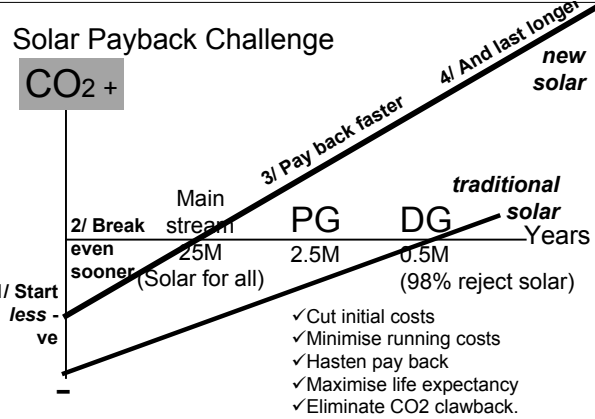 Solar Payback Challenge
CO2 +
4/ And last longer
new
solar
3/ Pay back faster
traditional
solar
Main
stream
PG
DG
Years
2/ Break
even
sooner
25M
2.5M
0.5M
(Solar for all)
(98% reject solar)
1/ Start
less -
ve
-
✓Cut initial costs
✓Minimise running costs
✓Hasten pay back
✓Maximise life expectancy
✓Eliminate CO2 clawback.